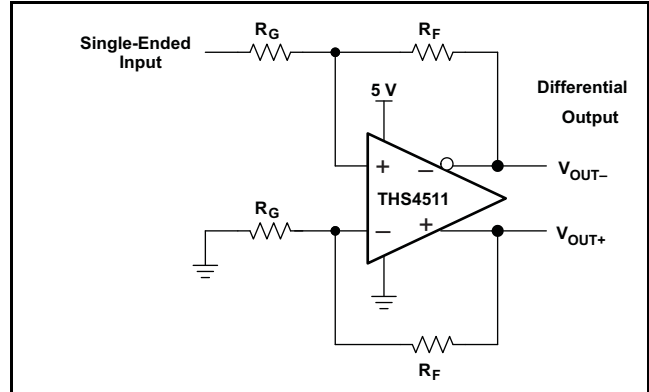 R_G
R_F
Single-Ended
Input
5 V
Differential
Output
+
−
V_OUT–
THS4511
R_G
−
+
V_OUT+
R_F